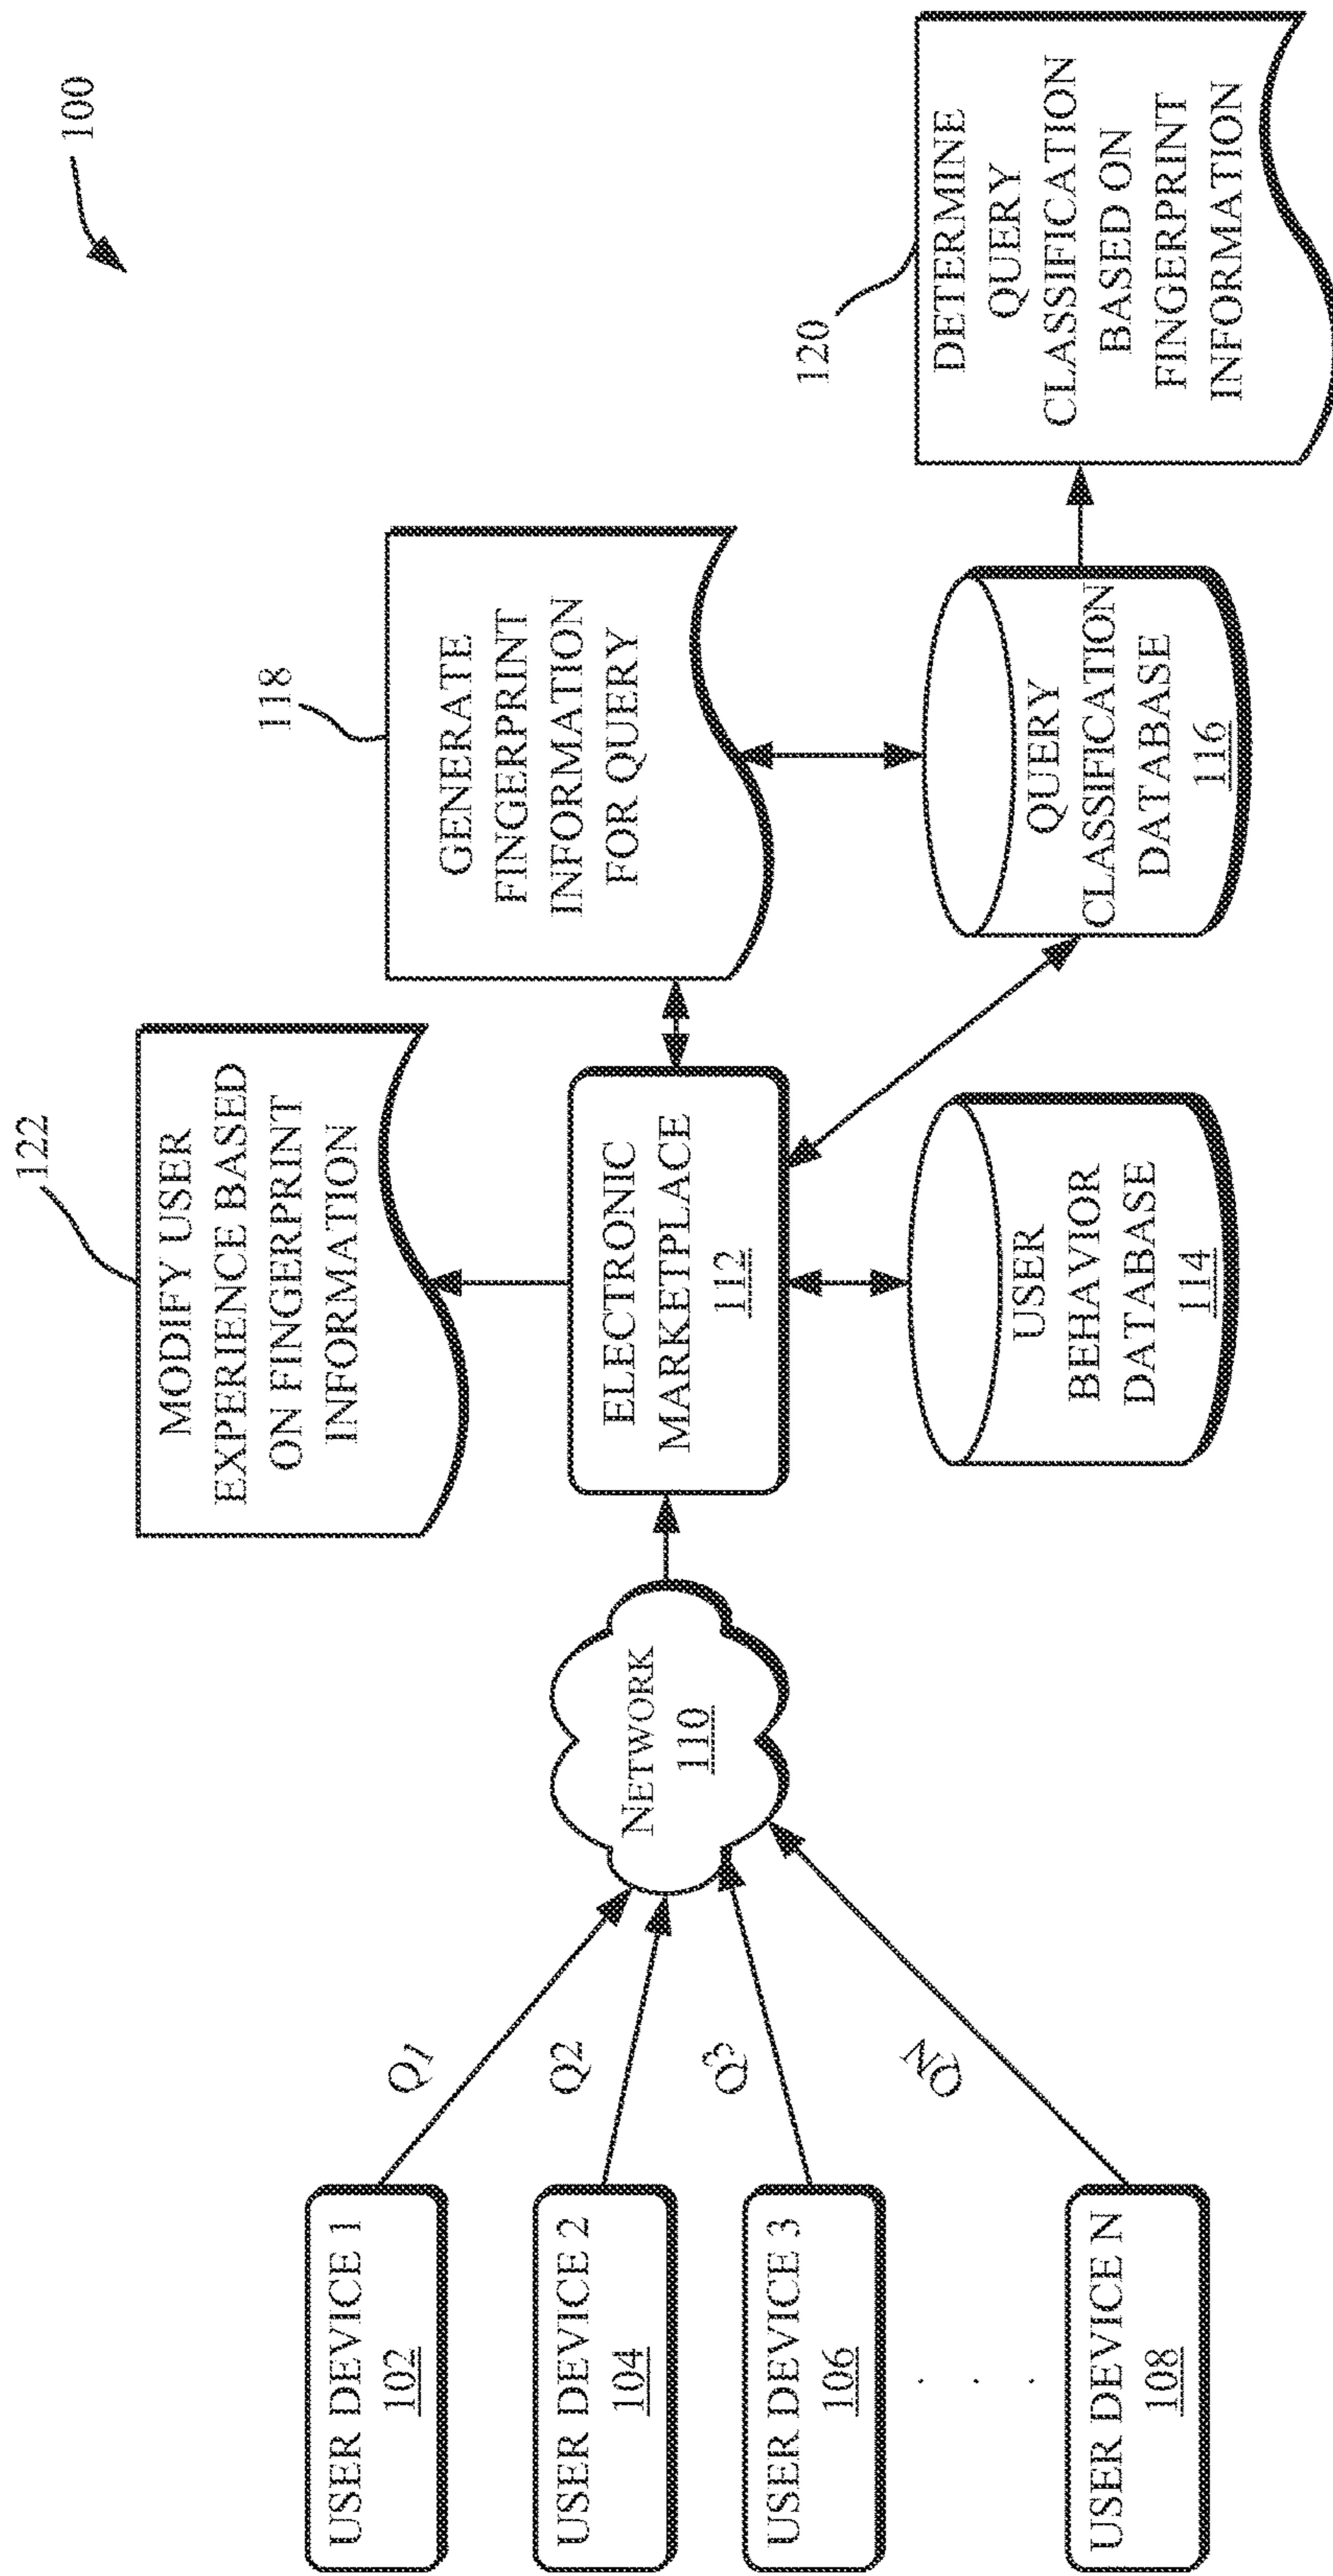 100
122
MODIFY USER
EXPERIENCE BASED
ON FINGERPRINT
INFORMATION
118
GENERATE
FINGERPRINT
INFORMATION
FOR QUERY
USER DEVICE 1
102
USER DEVICE 2
104
USER DEVICE 3
106
. . .
USER DEVICE N
108
Q1
Q2
Q3
QN
NETWORK
110
ELECTRONIC
MARKETPLACE
112
USER
BEHAVIOR
DATABASE
114
QUERY
CLASSIFICATION
DATABASE
116
120
DETERMINE
QUERY
CLASSIFICATION
BASED ON
FINGERPRINT
INFORMATION